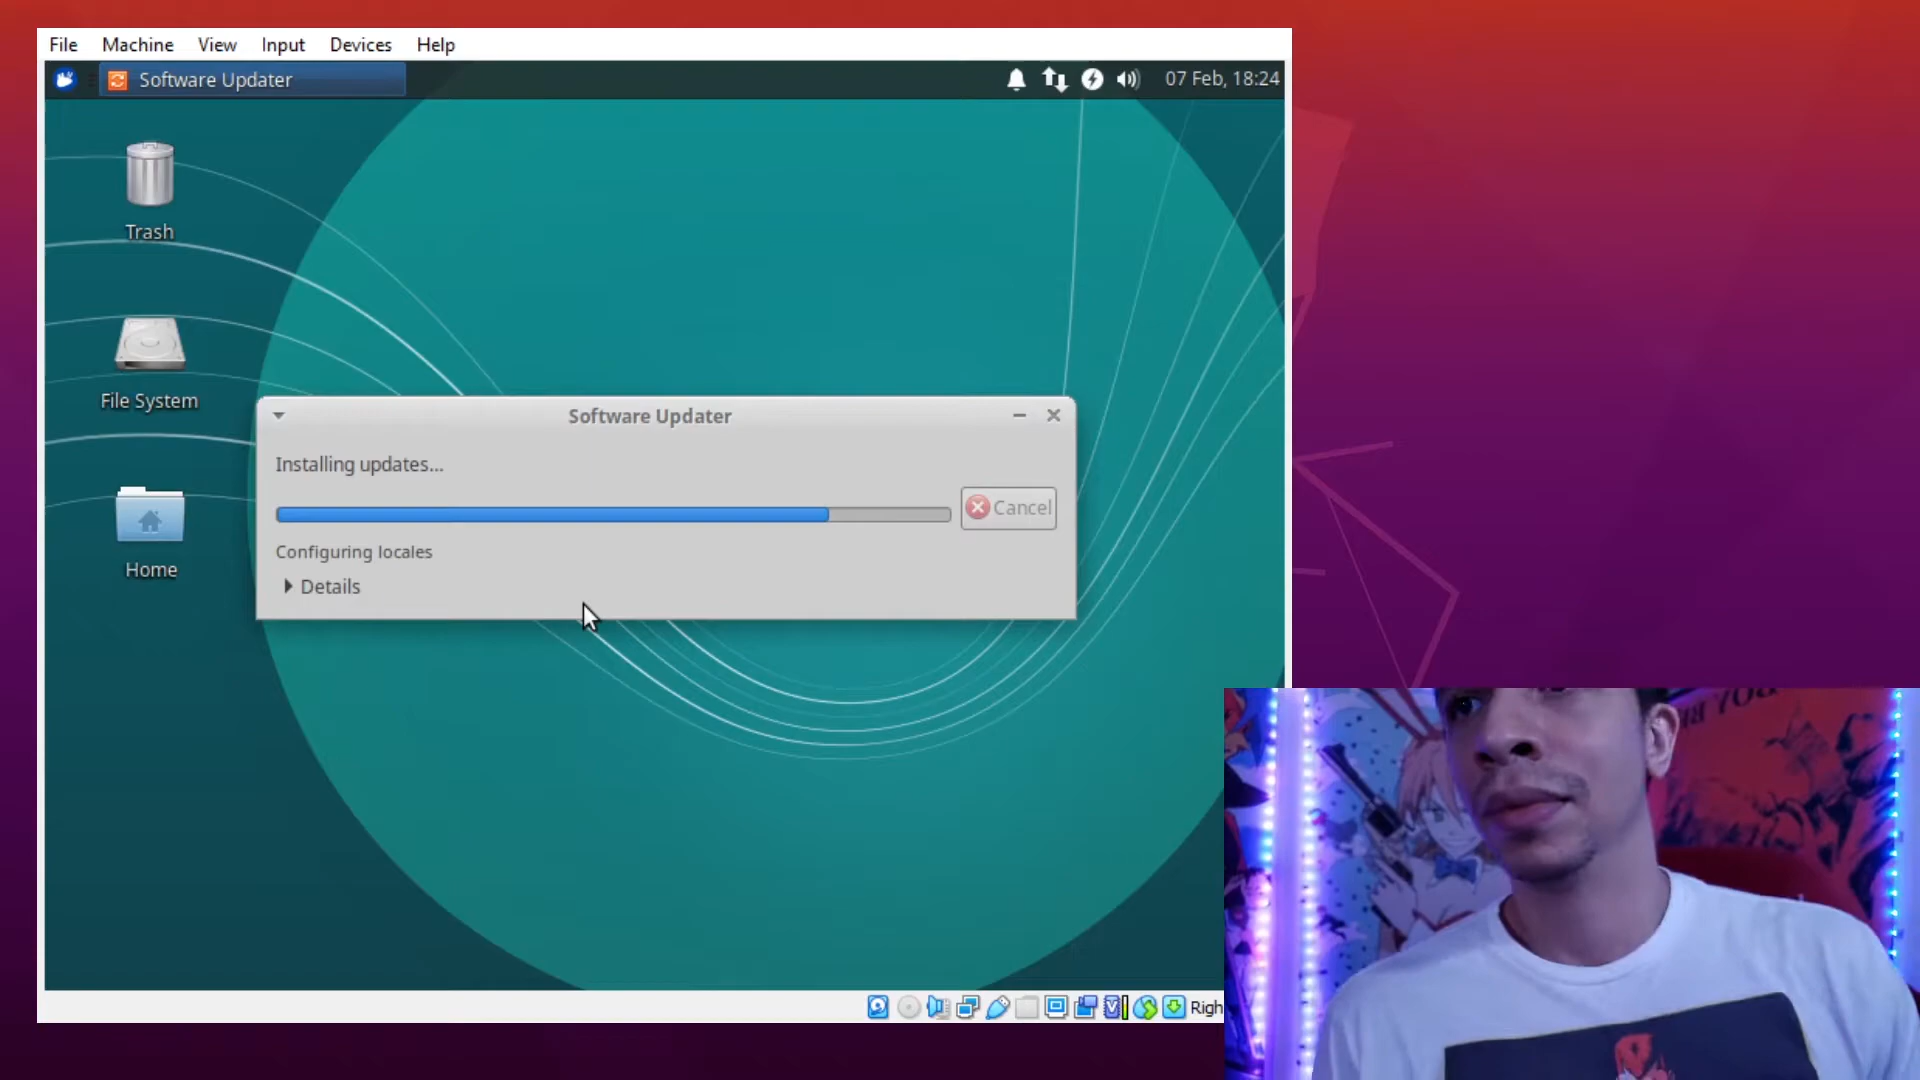 File Machine View Input Devices Help
Software Updater
07 Feb, 18:24
Trash
File System
Home
Software Updater
Installing updates...
Cancel
Configuring locales
Details
Righ